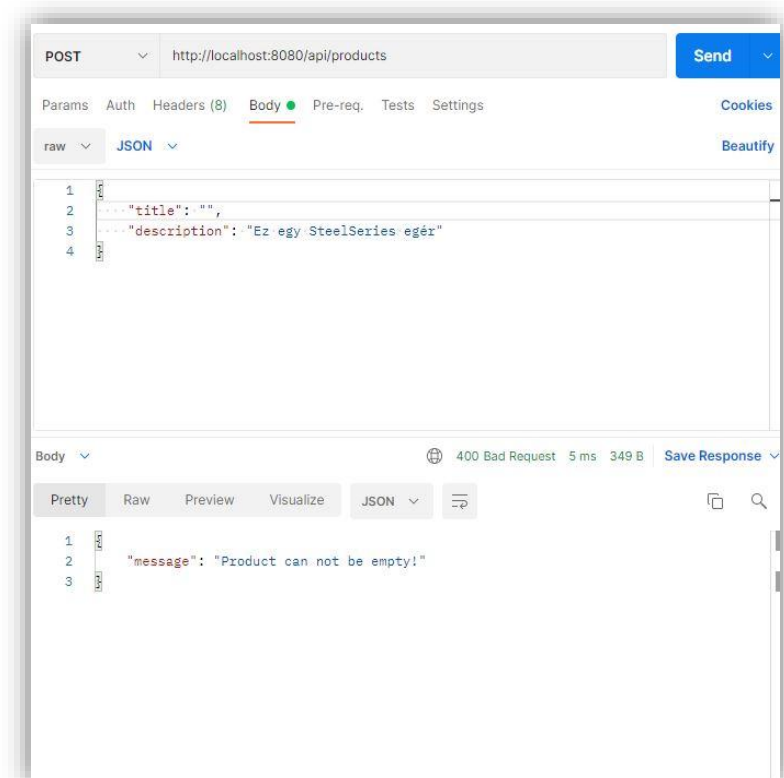 POST http://localhost:8080/api/products Send
Params Auth Headers (8) Body Pre-req. Tests Settings Cookies
raw JSON Beautify
1 {
2 "title": "",
3 "description": "Ez egy SteelSeries egér"
4 }
Body 400 Bad Request 5 ms 349 B Save Response
Pretty Raw Preview Visualize JSON
1 {
2 "message": "Product can not be empty!"
3 }